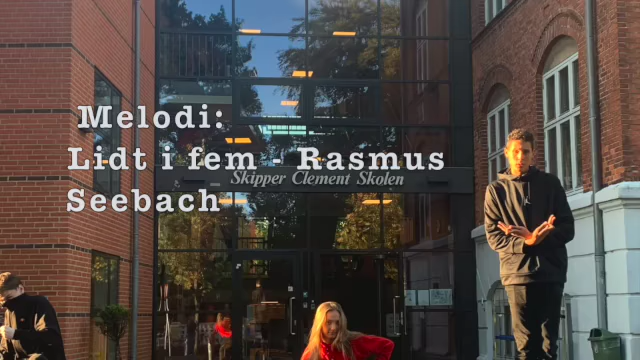 Melodi:
Lidt i fem - Rasmus
Seebach
Skipper Clement Skolen